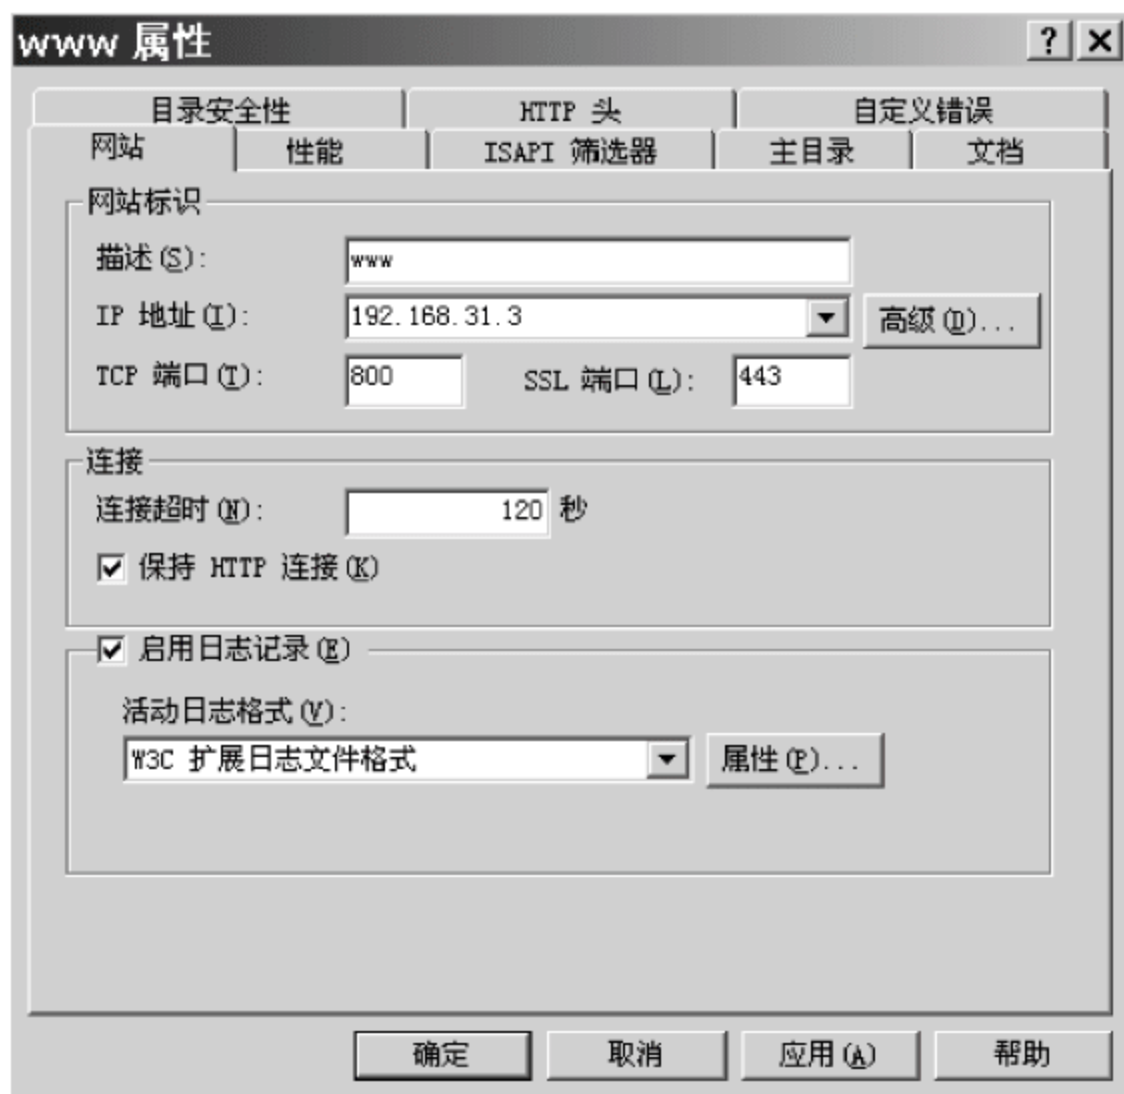 www 属性
目录安全性 HTTP 头 自定义错误
网站 性能 ISAPI 筛选器 主目录 文档
网站标识
描述(S): www
IP 地址(I): 192.168.31.3 高级(D)...
TCP 端口(T): 800 SSL 端口(L): 443
连接
连接超时(N): 120 秒
保持 HTTP 连接(K)
启用日志记录(E)
活动日志格式(V):
W3C 扩展日志文件格式 属性(P)...
确定 取消 应用(A) 帮助